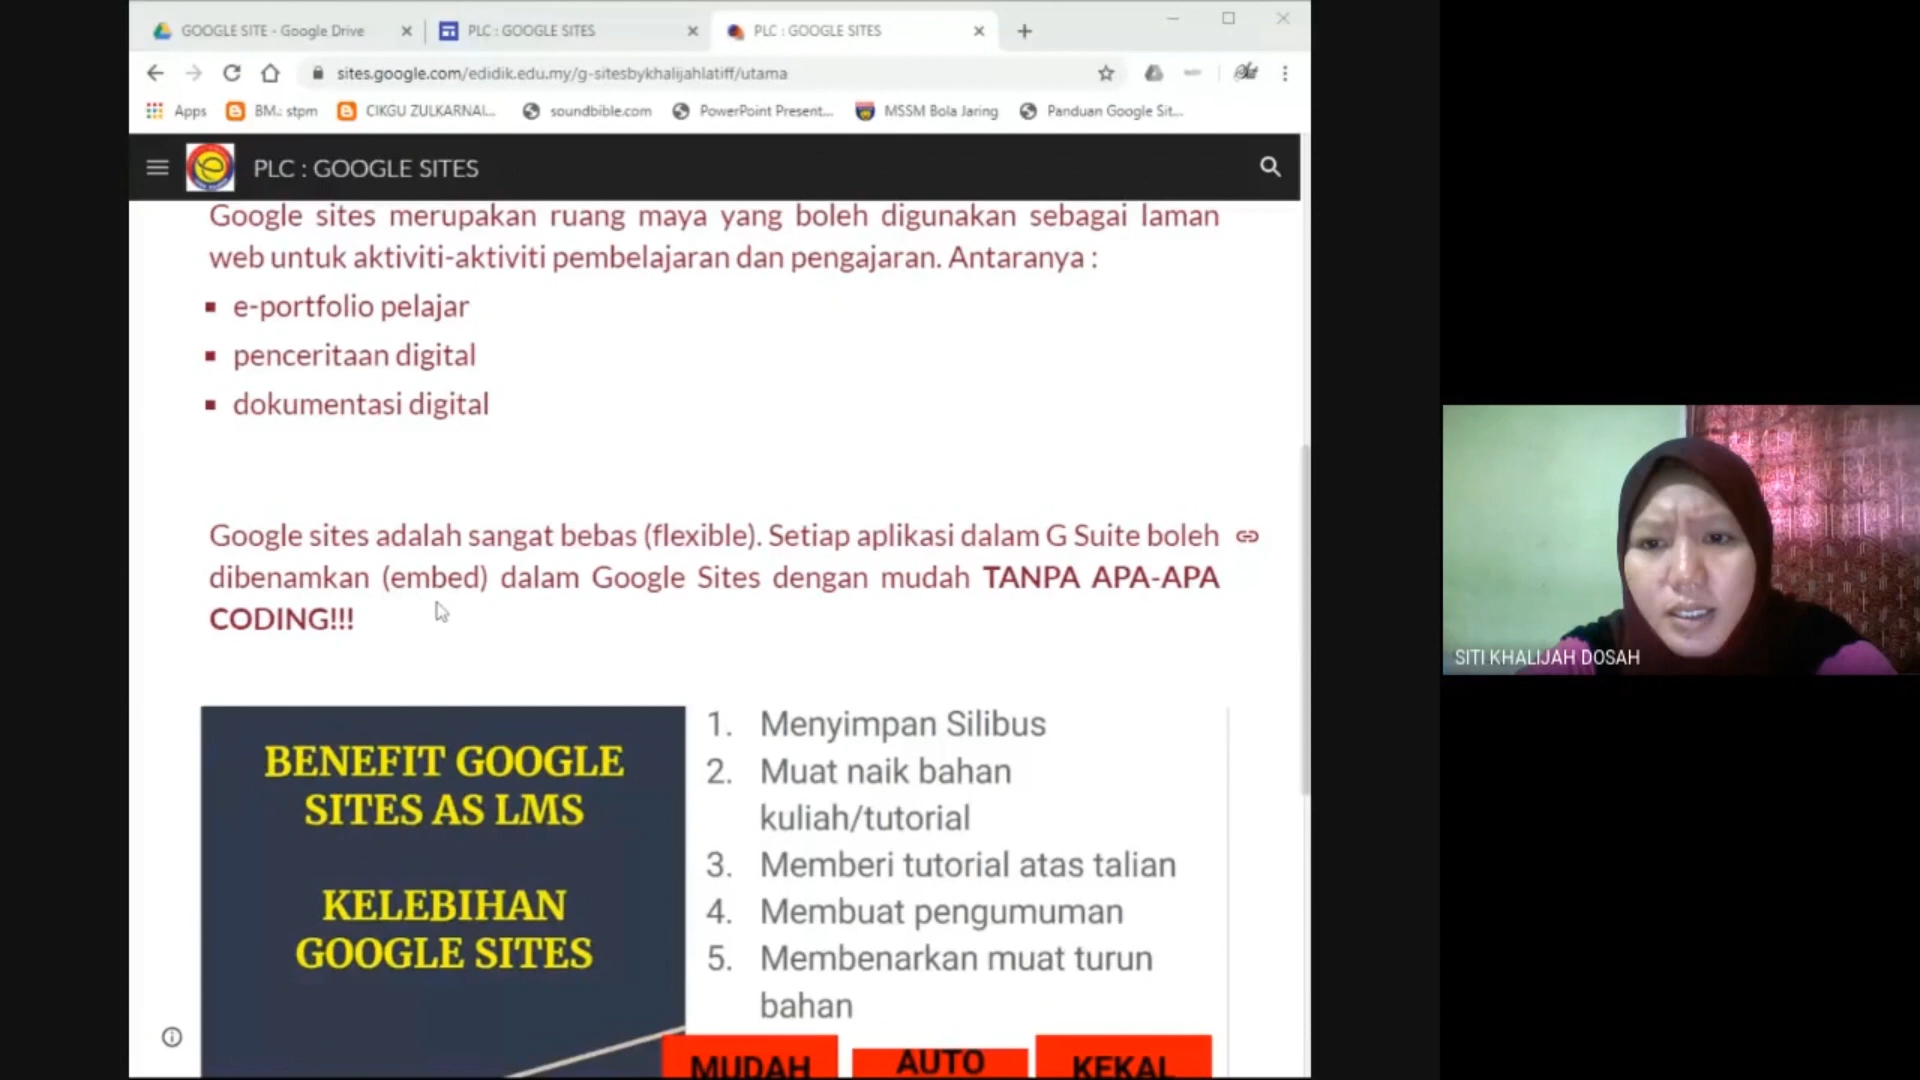 GOOGLE SITE - Google Drive
PLC : GOOGLE SITES
PLC : GOOGLE SITES
sites.google.com/edidik.edu.my/g-sitesbykhalijahlatiff/utama
Apps
BM.: stpm
CIKGU ZULKARNAI...
soundbible.com
PowerPoint Present...
MSSM Bola Jaring
Panduan Google Sit...
PLC : GOOGLE SITES
Google sites merupakan ruang maya yang boleh digunakan sebagai laman
web untuk aktiviti-aktiviti pembelajaran dan pengajaran. Antaranya :
e-portfolio pelajar
penceritaan digital
dokumentasi digital
Google sites adalah sangat bebas (flexible). Setiap aplikasi dalam G Suite boleh
dibenamkan (embed) dalam Google Sites dengan mudah TANPA APA-APA
CODING!!!
BENEFIT GOOGLE
SITES AS LMS
KELEBIHAN
GOOGLE SITES
1. Menyimpan Silibus
2. Muat naik bahan
kuliah/tutorial
3. Memberi tutorial atas talian
4. Membuat pengumuman
5. Membenarkan muat turun
bahan
MUDAH
AUTO
KEKAL
SITI KHALIJAH DOSAH